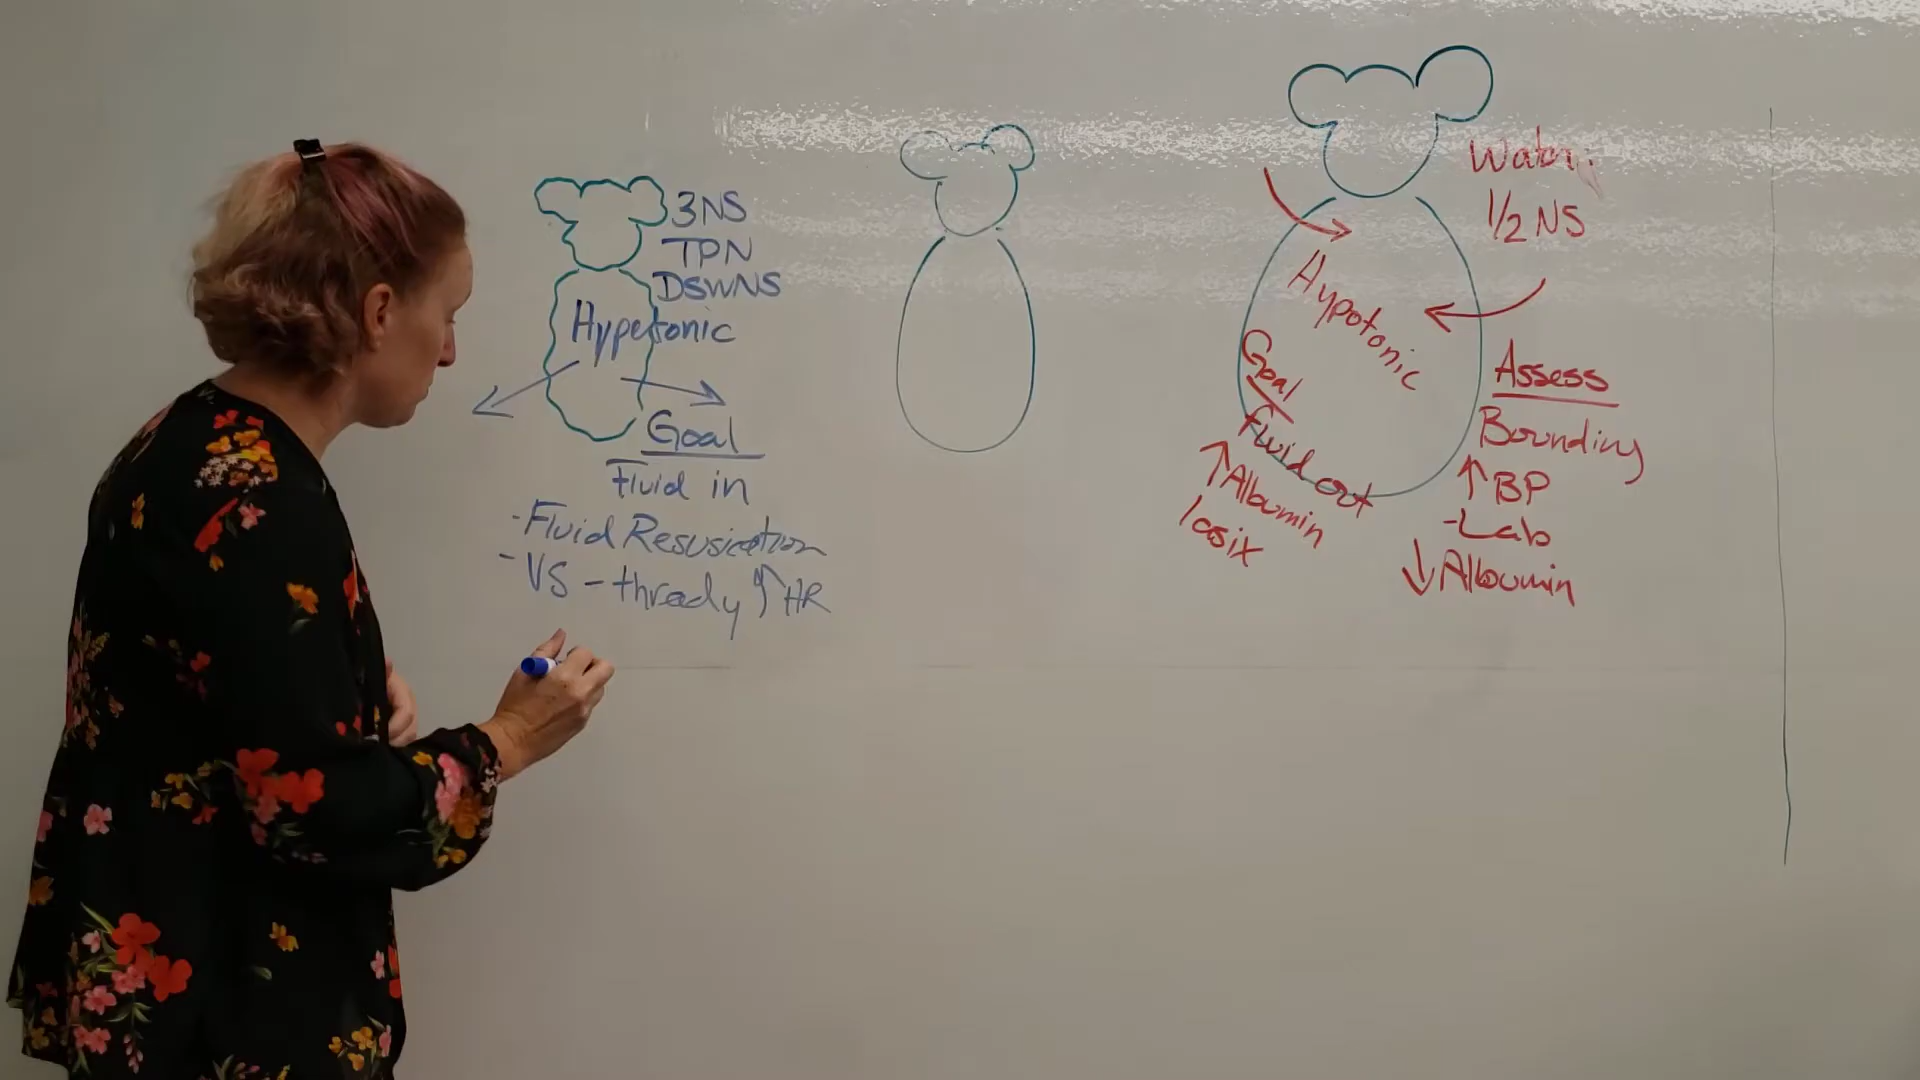 3NS
TPN
D5WNS
Hypertonic
Goal
Fluid in
-Fluid Resusication
-VS - thready ↑ HR
Water
1/2 NS
Hypotonic
Goal
Fluid out
↑ Albumin
lasix
Assess
Bounding
↑ BP
-Lab
↓ Albumin